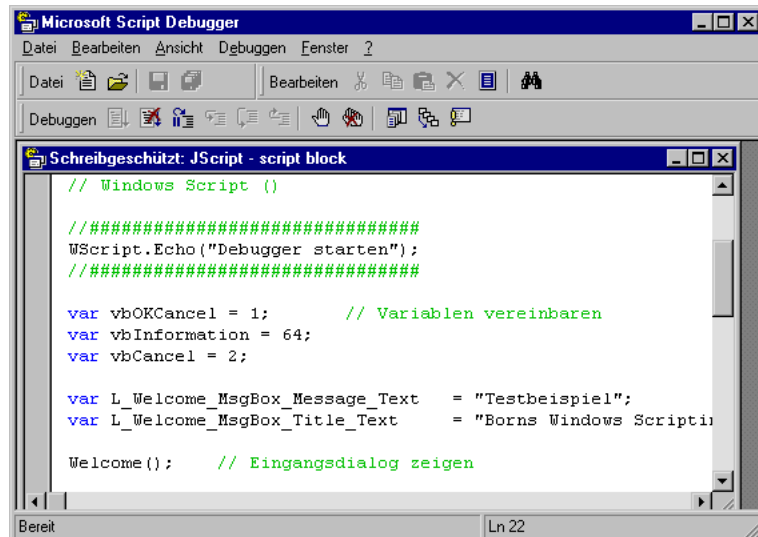 Microsoft Script Debugger
Datei Bearbeiten Ansicht Debuggen Fenster ?
Datei Bearbeiten
Debuggen
Schreibgeschützt: JScript - script block
// Windows Script ()
//###############################
WScript.Echo("Debugger starten");
//###############################
var vbOKCancel = 1; // Variablen vereinbaren
var vbInformation = 64;
var vbCancel = 2;
var L_Welcome_MsgBox_Message_Text = "Testbeispiel";
var L_Welcome_MsgBox_Title_Text = "Borns Windows Scriptin
Welcome(); // Eingangsdialog zeigen
Bereit Ln 22